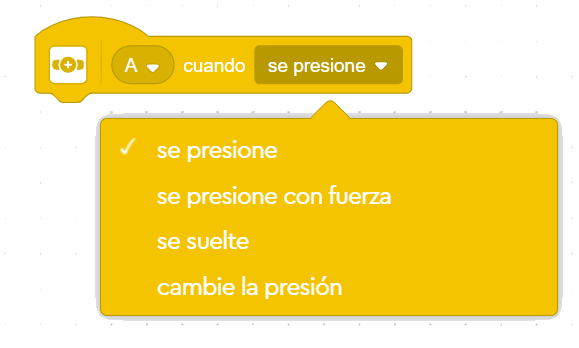 A cuando se presione
se presione
se presione con fuerza
se suelte
cambie la presión